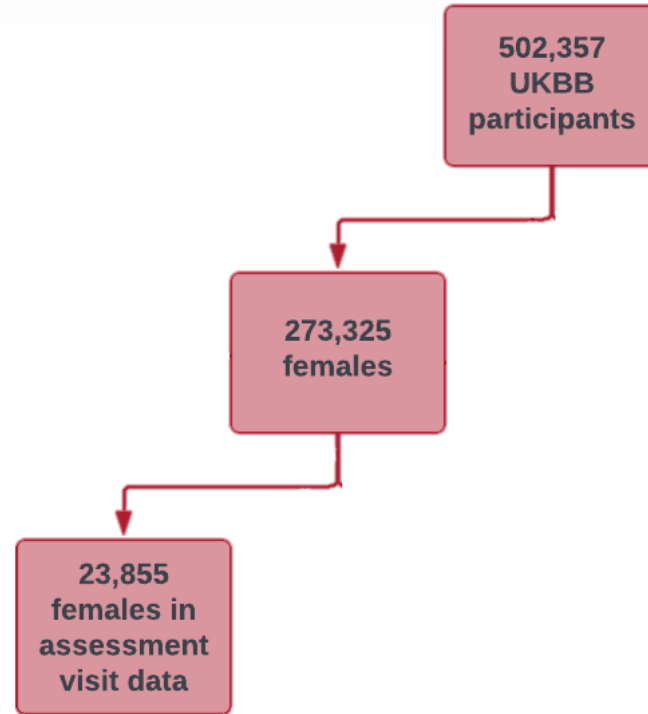 502,357
UKBB
participants
273,325
females
23,855
females in
assessment
visit data